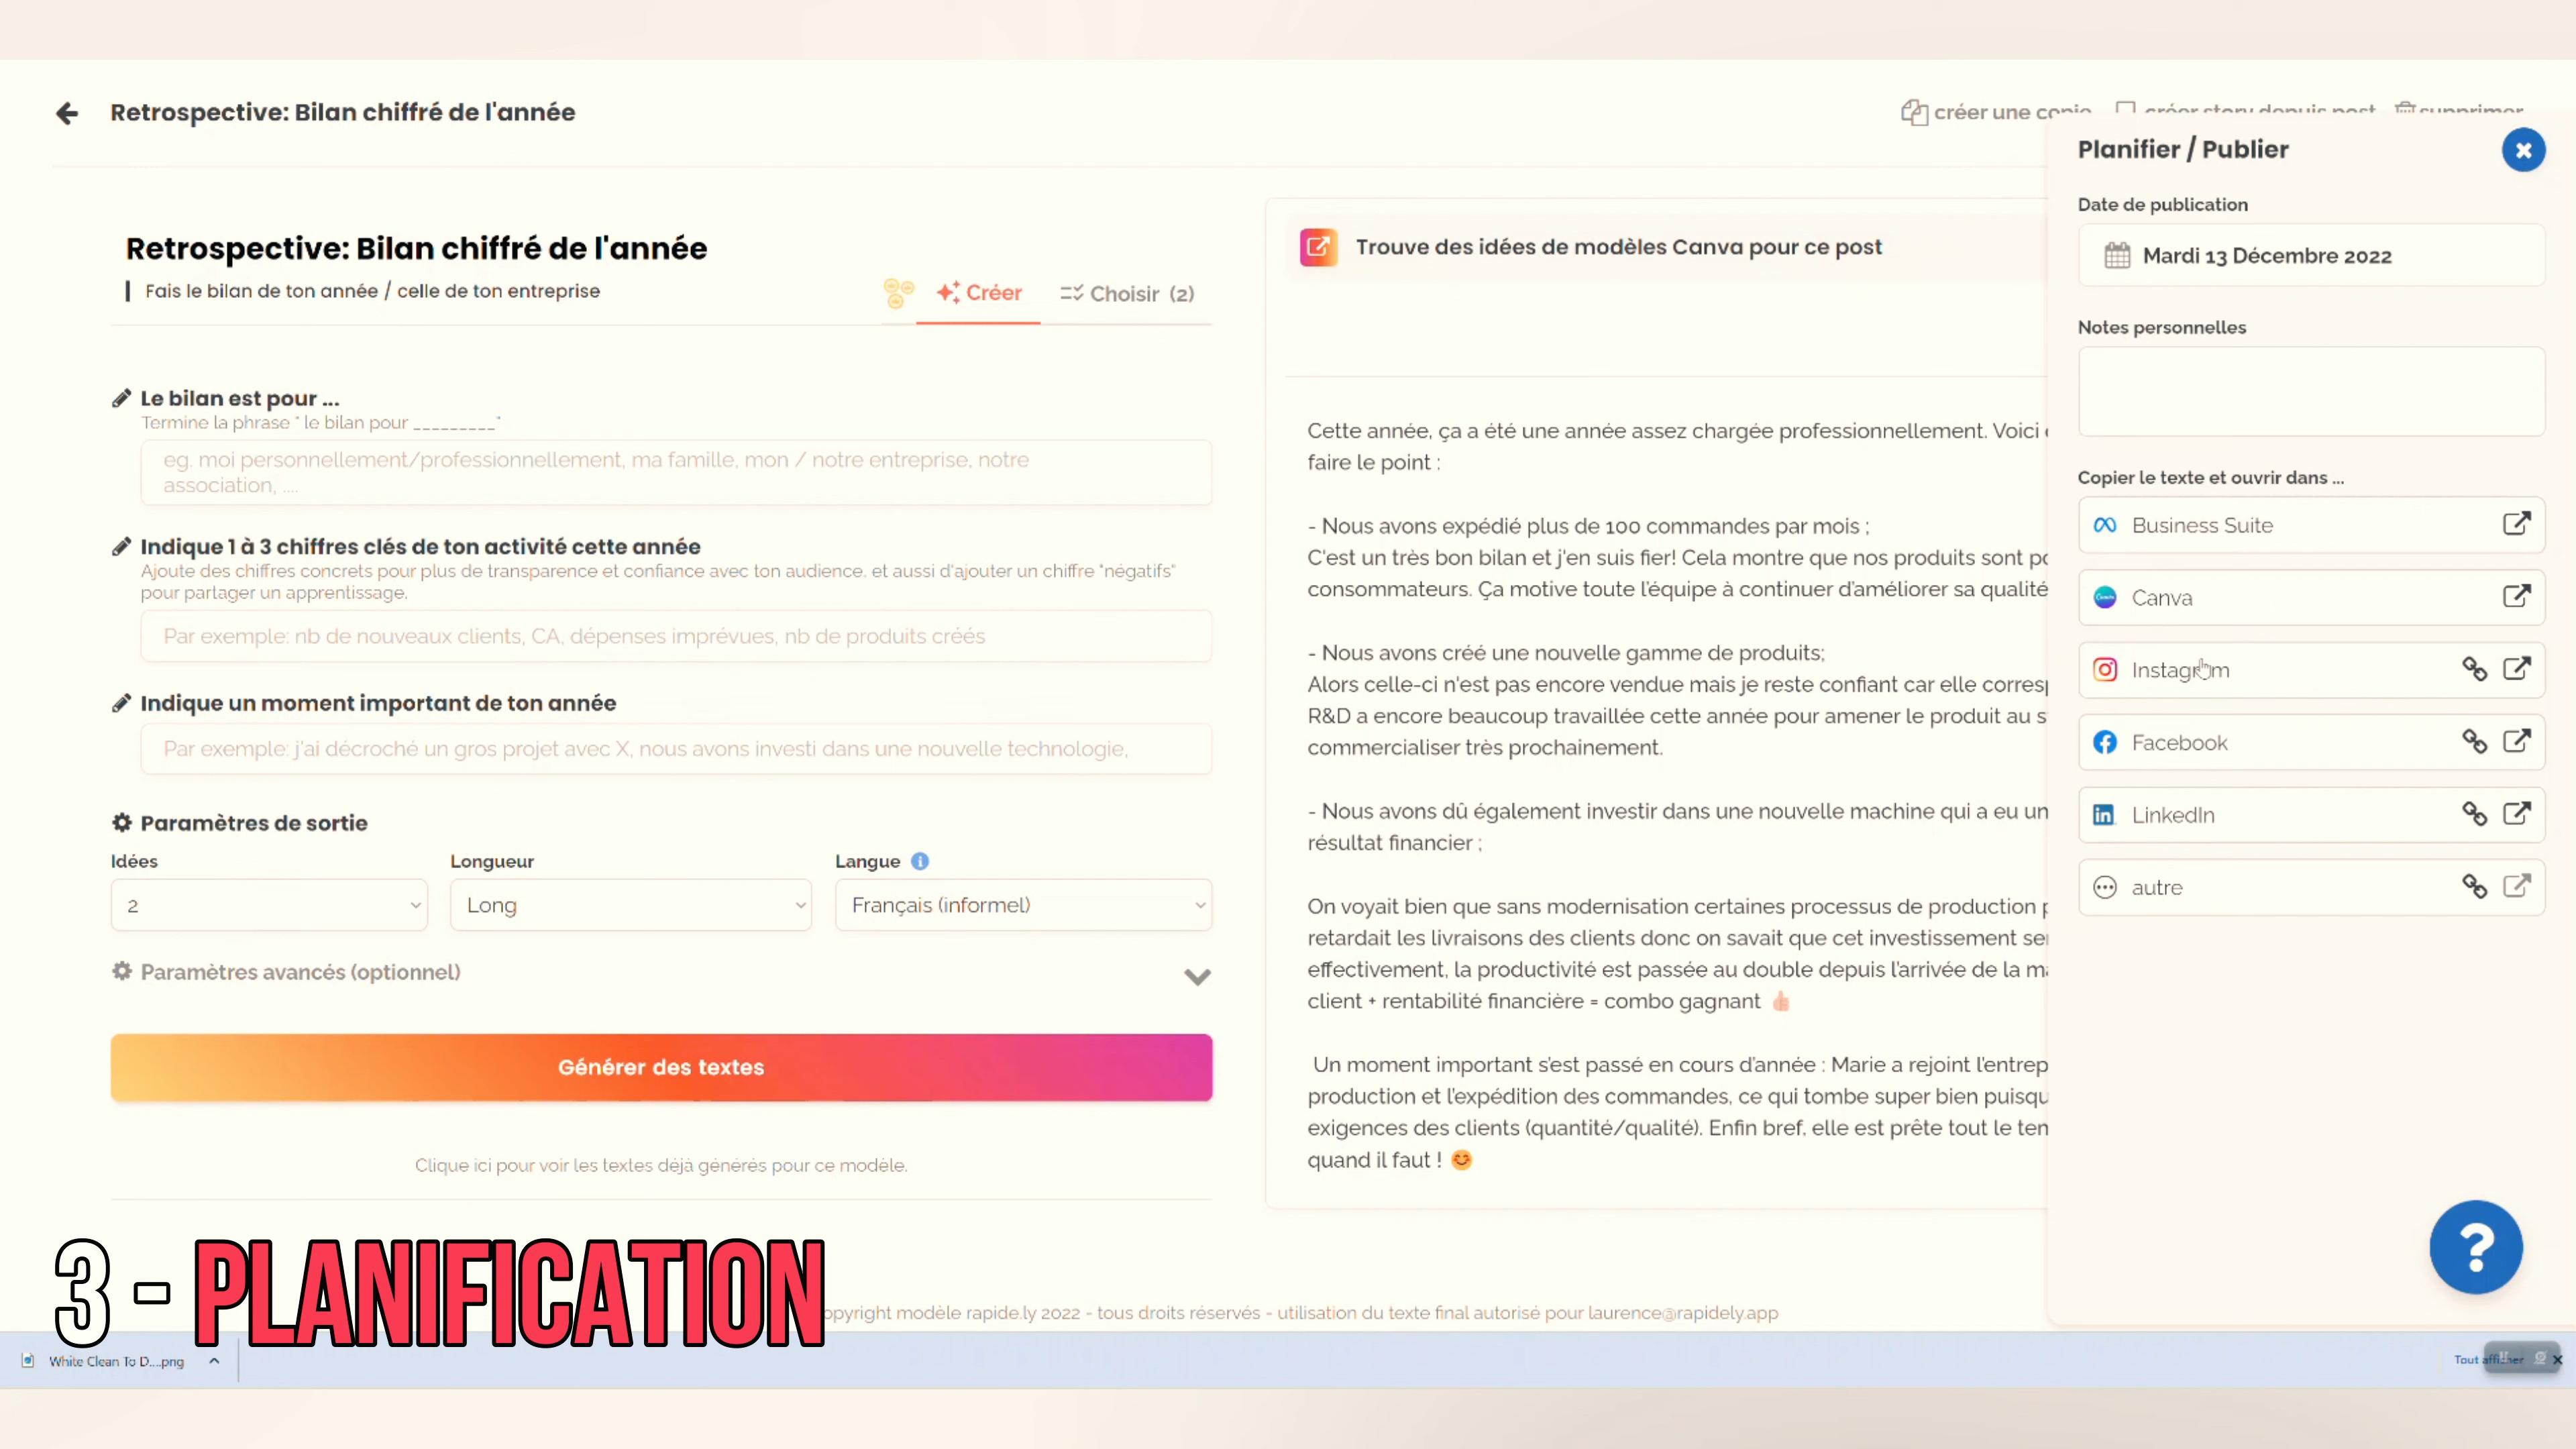 Retrospective: Bilan chiffré de l'année
créer une copie créer story depuis post supprimer
Retrospective: Bilan chiffré de l'année
Fais le bilan de ton année / celle de ton entreprise
Créer
Choisir (2)
Le bilan est pour ...
Termine la phrase " le bilan pour _________"
eg. moi personnellement/professionnellement, ma famille, mon / notre entreprise, notre
association, ....
Indique 1 à 3 chiffres clés de ton activité cette année
Ajoute des chiffres concrets pour plus de transparence et confiance avec ton audience. et aussi d'ajouter un chiffre "négatifs"
pour partager un apprentissage.
Par exemple: nb de nouveaux clients, CA, dépenses imprévues, nb de produits créés
Indique un moment important de ton année
Par exemple: j'ai décroché un gros projet avec X, nous avons investi dans une nouvelle technologie,
Paramètres de sortie
Idées
Longueur
Langue
2
Long
Français (informel)
Paramètres avancés (optionnel)
Générer des textes
Clique ici pour voir les textes déjà générés pour ce modèle.
Trouve des idées de modèles Canva pour ce post
Cette année, ça a été une année assez chargée professionnellement. Voici
faire le point :
- Nous avons expédié plus de 100 commandes par mois ;
C'est un très bon bilan et j'en suis fier! Cela montre que nos produits sont
consommateurs. Ça motive toute l'équipe à continuer d'améliorer sa qualité
- Nous avons créé une nouvelle gamme de produits;
Alors celle-ci n'est pas encore vendue mais je reste confiant car elle corresp
R&D a encore beaucoup travaillée cette année pour amener le produit au s
commercialiser très prochainement.
- Nous avons dû également investir dans une nouvelle machine qui a eu un
résultat financier ;
On voyait bien que sans modernisation certaines processus de production p
retardait les livraisons des clients donc on savait que cet investissement se
effectivement, la productivité est passée au double depuis l'arrivée de la ma
client + rentabilité financière = combo gagnant 👍🏻
Un moment important s'est passé en cours d'année : Marie a rejoint l'entrep
production et l'expédition des commandes, ce qui tombe super bien puisqu
exigences des clients (quantité/qualité). Enfin bref, elle est prête tout le ten
quand il faut ! 😊
Planifier / Publier
Date de publication
Mardi 13 Décembre 2022
Notes personnelles
Copier le texte et ouvrir dans ...
Business Suite
Canva
Instagram
Facebook
LinkedIn
autre
?
3 - PLANIFICATION
opyright modèle rapide.ly 2022 - tous droits réservés - utilisation du texte final autorisé pour laurence@rapidely.app
White Clean To D....png
Tout afficher